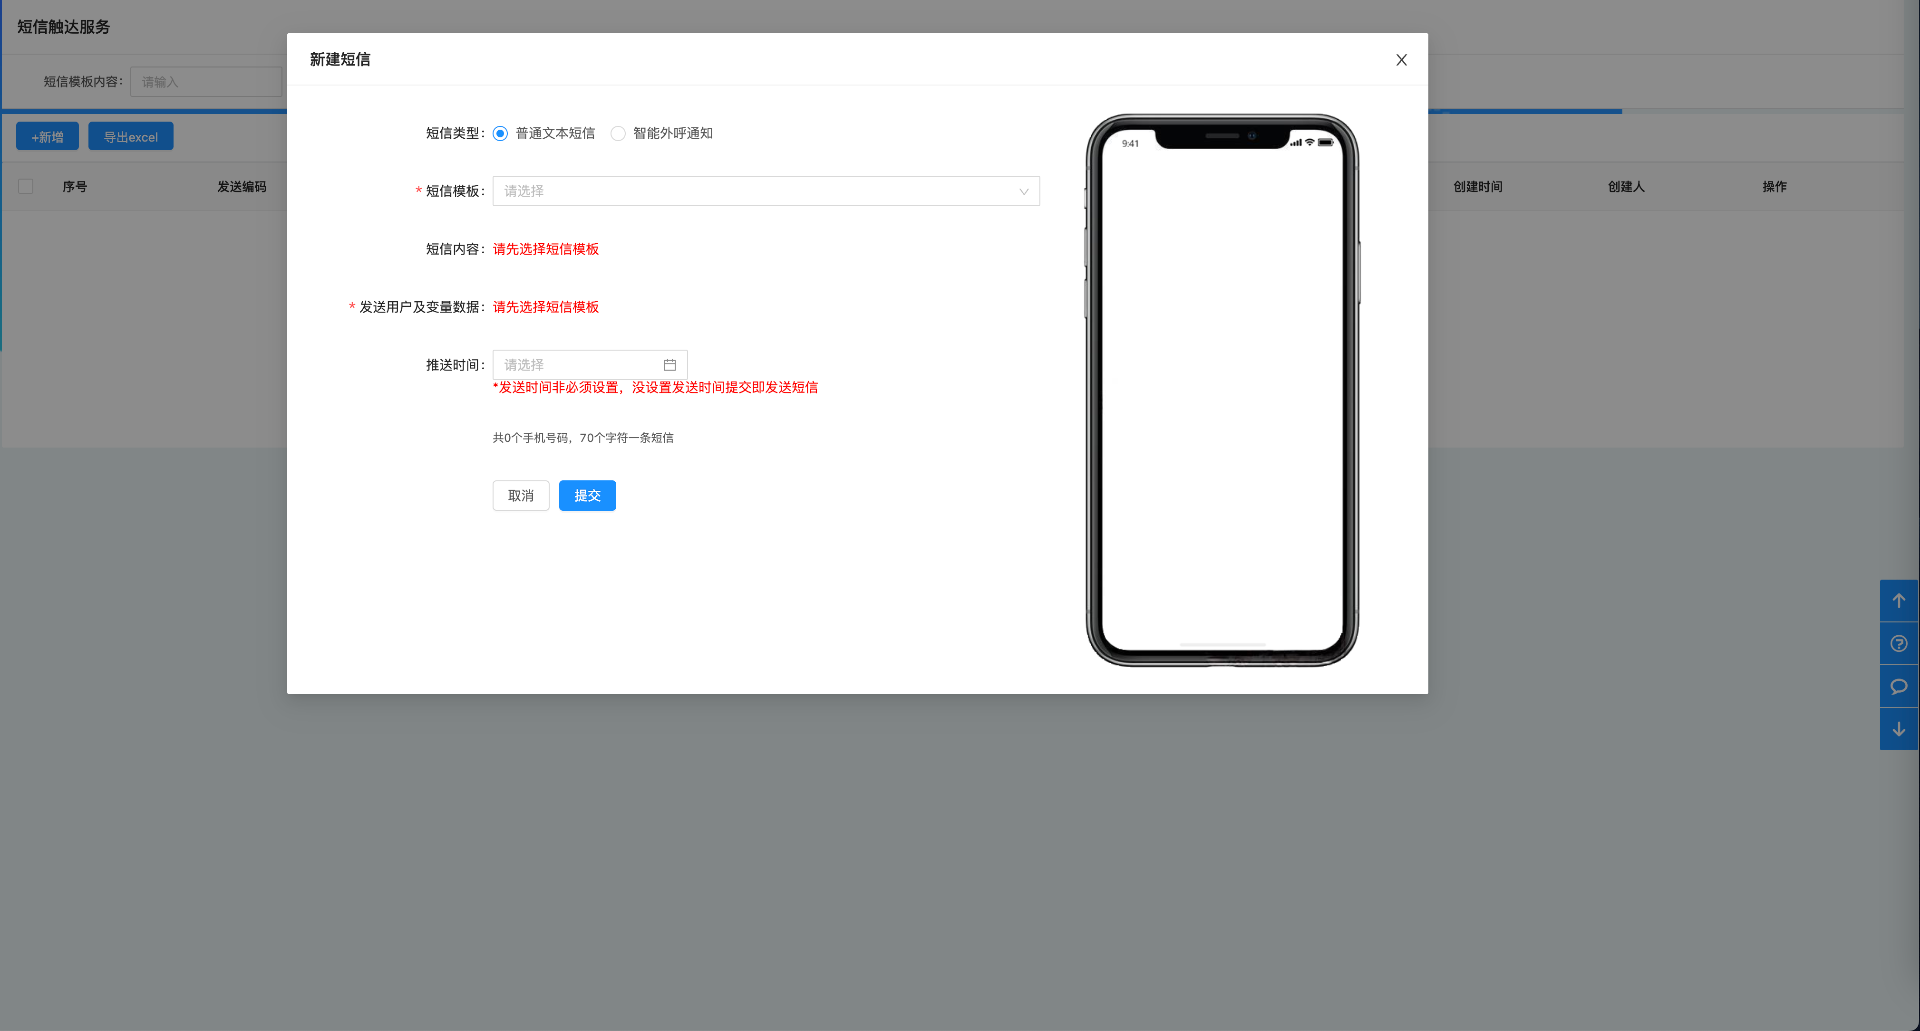 短信触达服务
短信模板内容:
请输入
+新增
导出excel
序号
发送编码
创建时间
创建人
操作
新建短信
短信类型:
普通文本短信
智能外呼通知
* 短信模板:
请选择
短信内容:
请先选择短信模板
* 发送用户及变量数据:
请先选择短信模板
推送时间:
请选择
*发送时间非必须设置，没设置发送时间提交即发送短信
共0个手机号码，70个字符一条短信
取消
提交
9:41